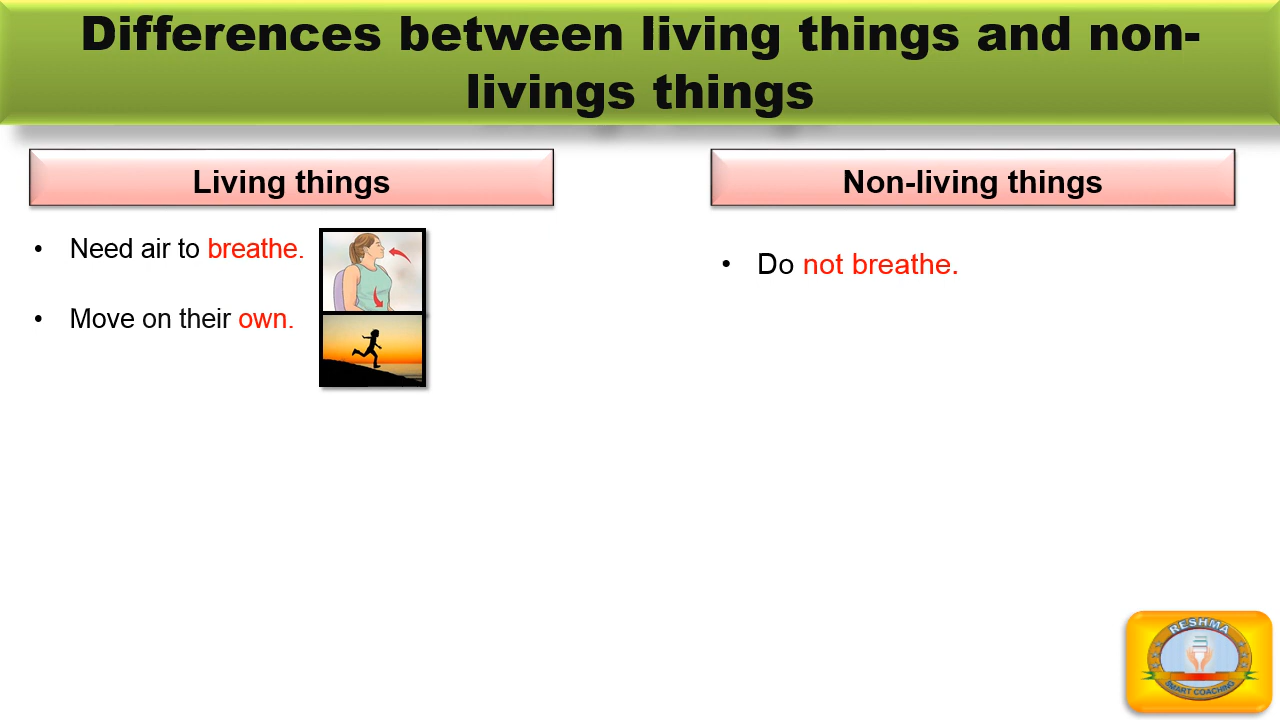 Differences between living things and non-
livings things
Living things
Non-living things
• Need air to breathe.
• Move on their own.
• Do not breathe.
RESHMA
SMART COACHING